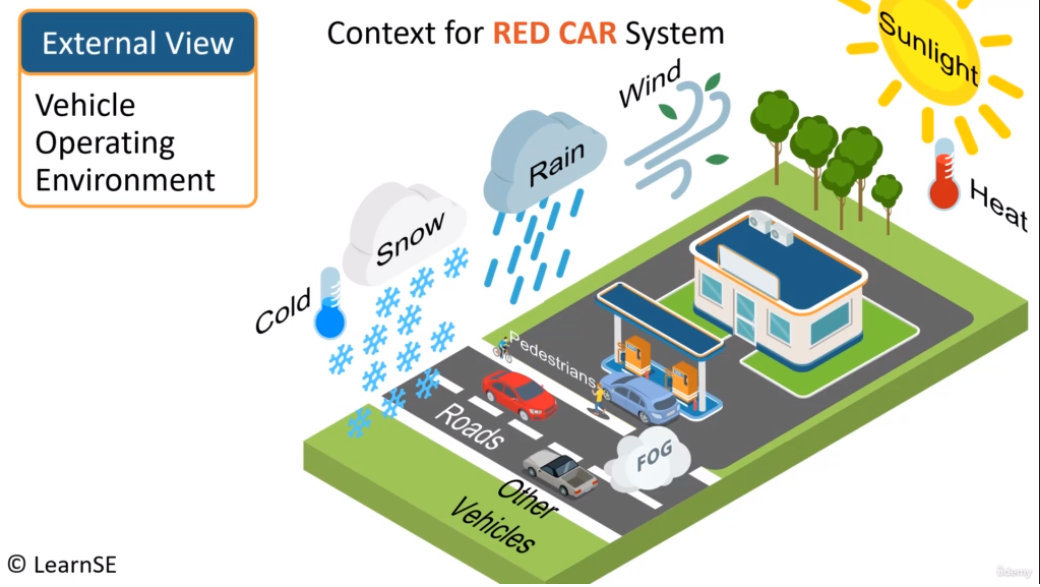 External View
Vehicle
Operating
Environment
Context for RED CAR System
Sunlight
Wind
Rain
Heat
Snow
Cold
Pedestrians
Roads
FOG
Other
Vehicles
© LearnSE
ûdemy